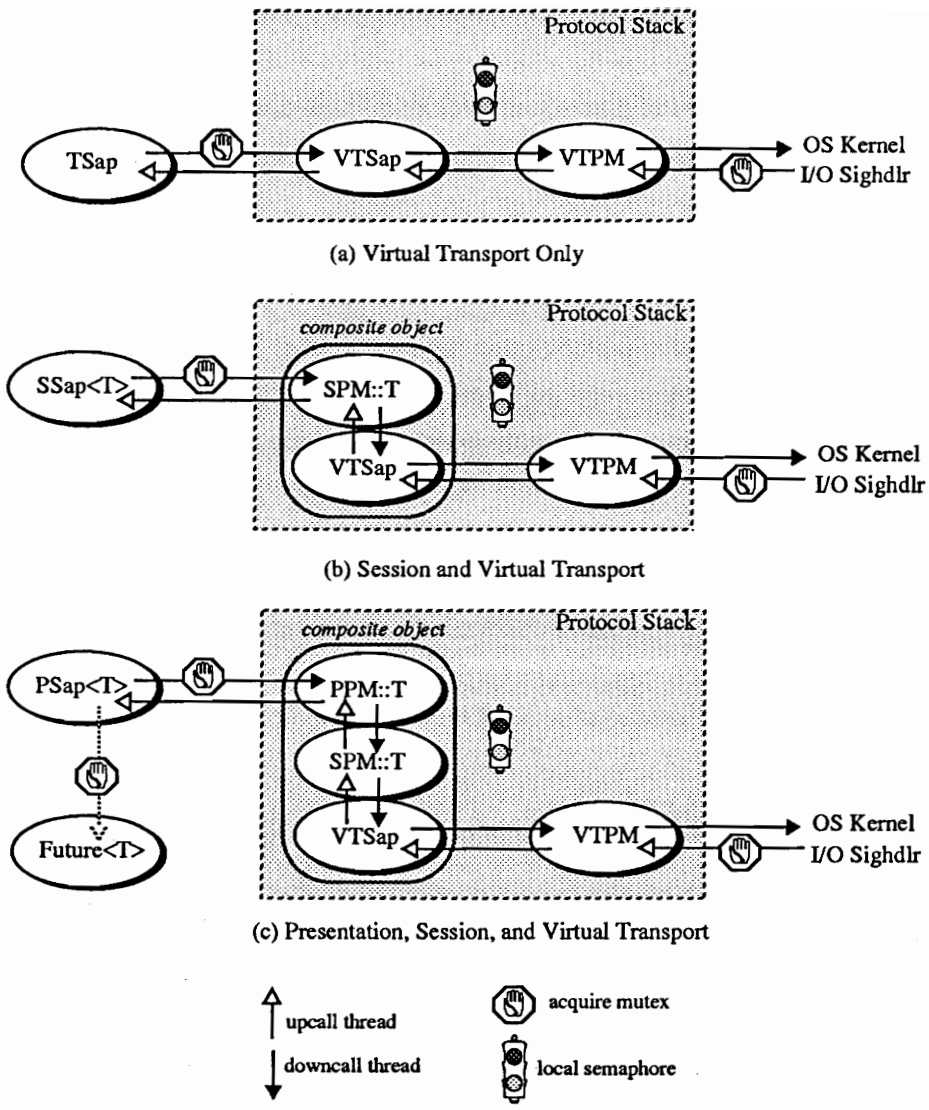 Protocol Stack
TSap
VTSap
VTPM
OS Kernel
I/O Sighdlr
(a) Virtual Transport Only
Protocol Stack
composite object
SSap<T>
SPM::T
VTSap
VTPM
OS Kernel
I/O Sighdlr
(b) Session and Virtual Transport
Protocol Stack
composite object
PSap<T>
PPM::T
SPM::T
VTSap
VTPM
OS Kernel
I/O Sighdlr
Future<T>
(c) Presentation, Session, and Virtual Transport
upcall thread
acquire mutex
downcall thread
local semaphore